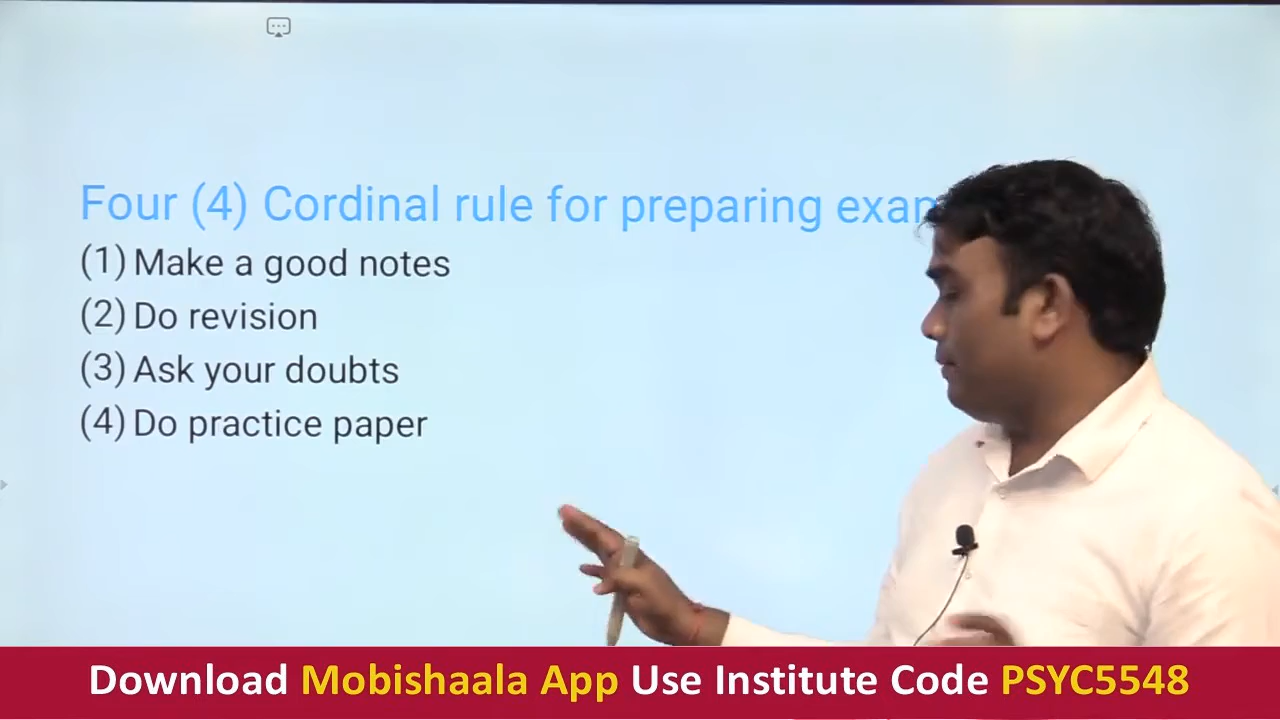 Four (4) Cordinal rule for preparing
(1) Make a good notes
(2) Do revision
(3) Ask your doubts
(4) Do practice paper
Download Mobishaala App Use Institute Code PSYC5548